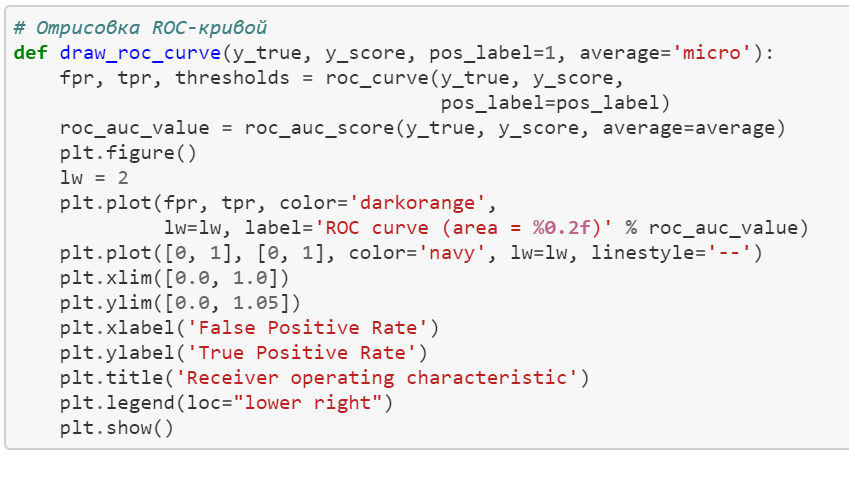 # Отрисовка ROC-кривой
def draw_roc_curve(y_true, y_score, pos_label=1, average='micro'):
    fpr, tpr, thresholds = roc_curve(y_true, y_score,
                                     pos_label=pos_label)
    roc_auc_value = roc_auc_score(y_true, y_score, average=average)
    plt.figure()
    lw = 2
    plt.plot(fpr, tpr, color='darkorange',
             lw=lw, label='ROC curve (area = %0.2f)' % roc_auc_value)
    plt.plot([0, 1], [0, 1], color='navy', lw=lw, linestyle='--')
    plt.xlim([0.0, 1.0])
    plt.ylim([0.0, 1.05])
    plt.xlabel('False Positive Rate')
    plt.ylabel('True Positive Rate')
    plt.title('Receiver operating characteristic')
    plt.legend(loc="lower right")
    plt.show()